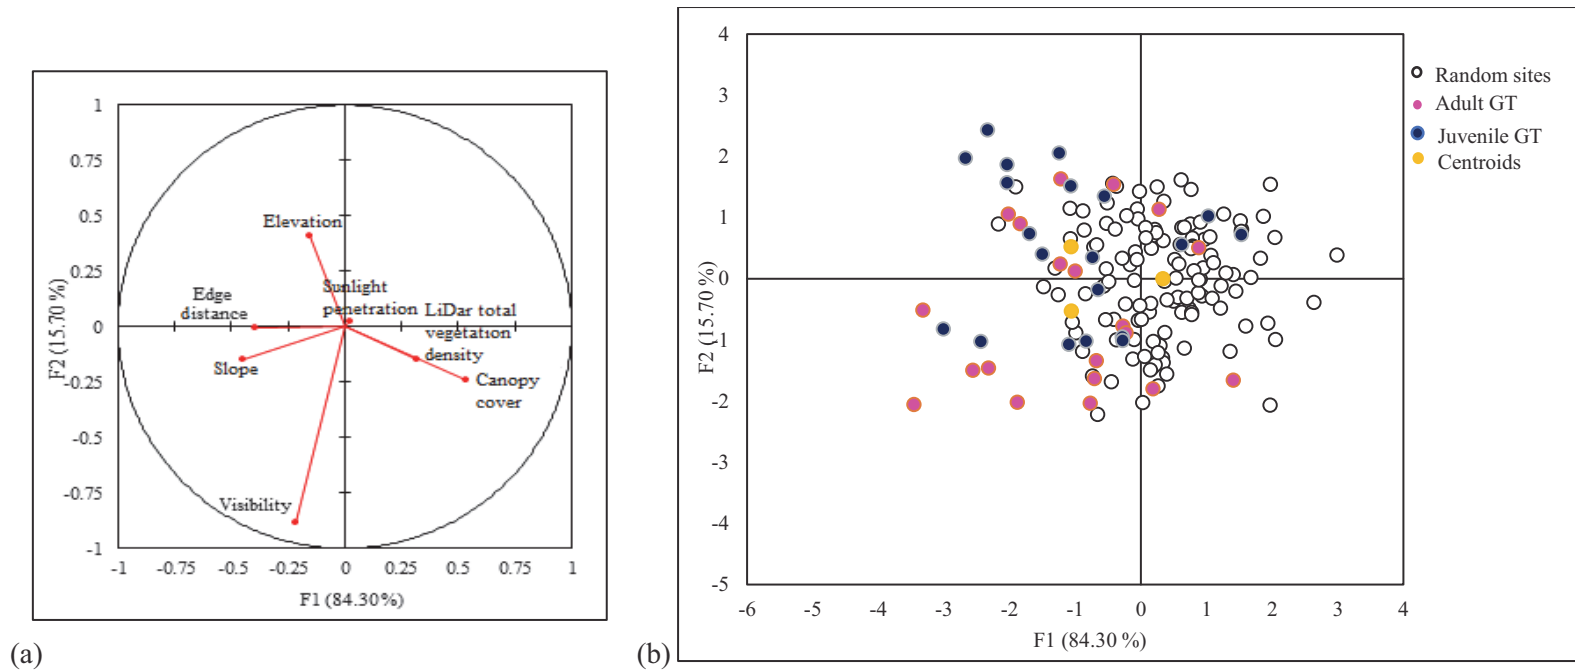 1
0.75
0.5
0.25
0
-0.25
-0.5
-0.75
-1
F2 (15.70 %)
Elevation
Sunlight
penetration
Edge
distance
LiDar total
vegetation
density
Slope
Canopy
cover
Visibility
-1 -0.75 -0.5 -0.25 0 0.25 0.5 0.75 1
F1 (84.30%)
(a)
4
3
2
1
0
-1
-2
-3
-4
-5
F2 (15.70 %)
-6 -5 -4 -3 -2 -1 0 1 2 3 4
F1 (84.30 %)
Random sites
Adult GT
Juvenile GT
Centroids
(b)